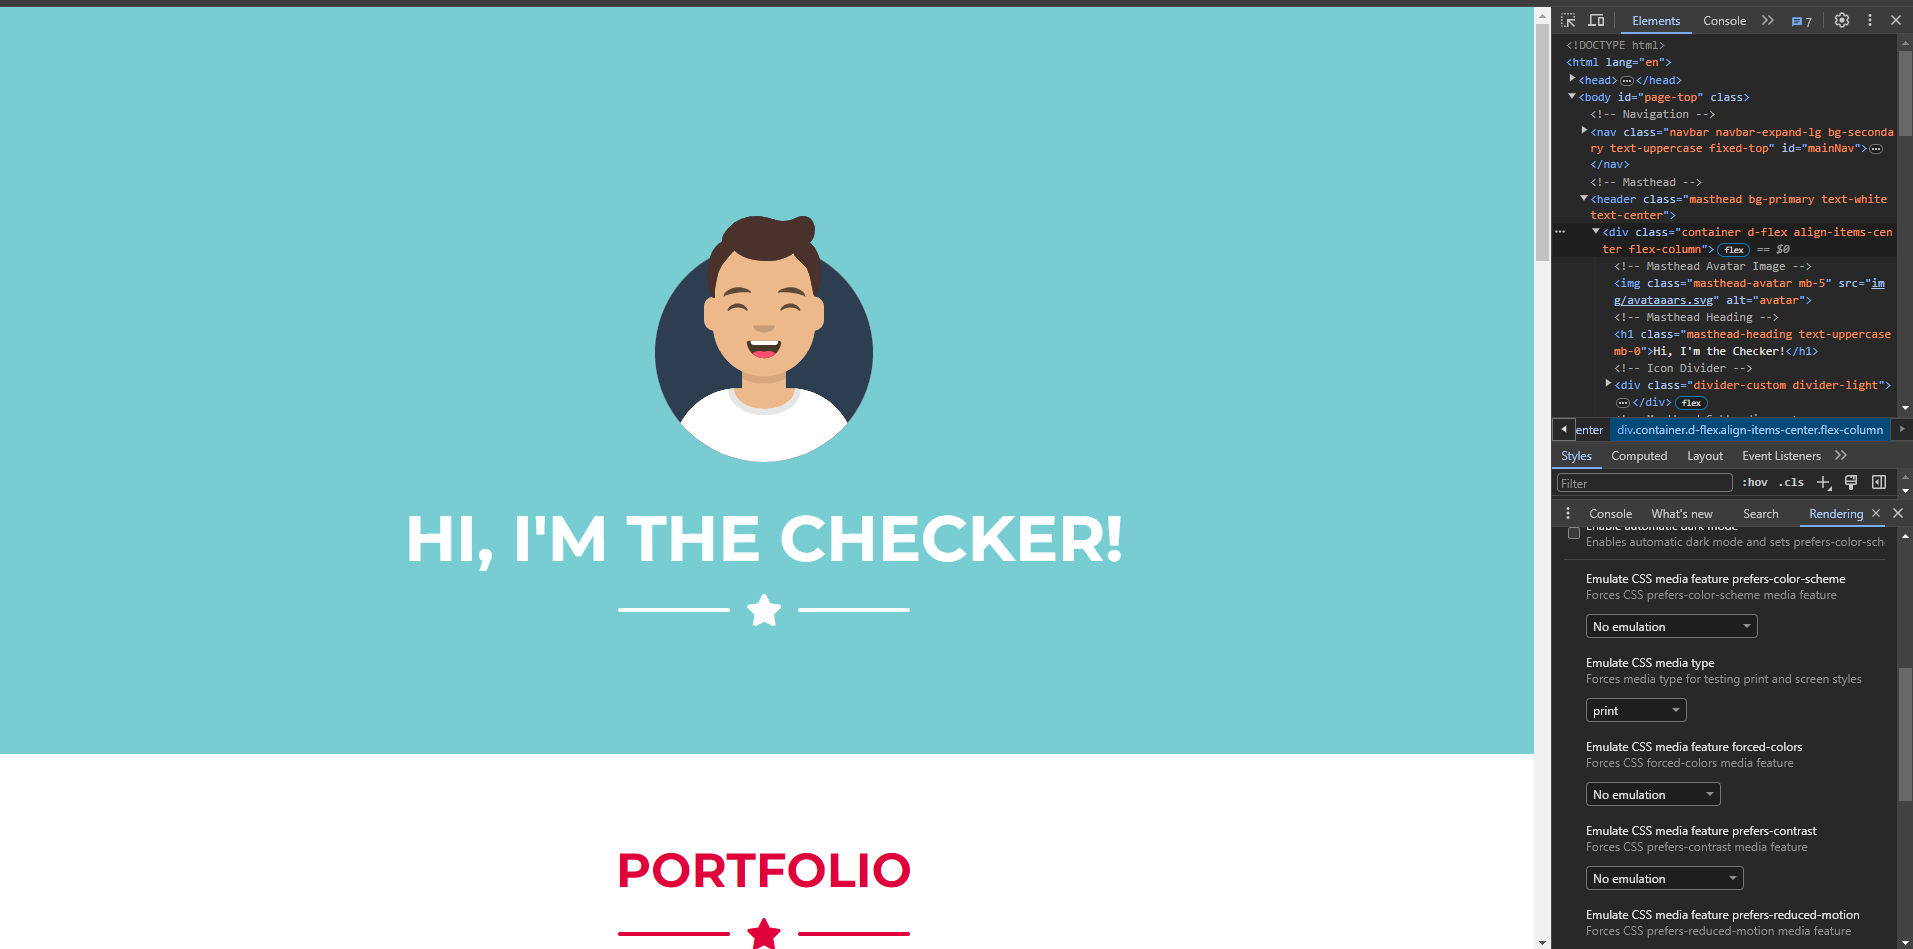 HI, I'M THE CHECKER!
PORTFOLIO
Elements Console 7
<!DOCTYPE html>
<html lang="en">
<head> ••• </head>
<body id="page-top" class>
<!-- Navigation -->
<nav class="navbar navbar-expand-lg bg-seconda
ry text-uppercase fixed-top" id="mainNav"> •••
</nav>
<!-- Masthead -->
<header class="masthead bg-primary text-white
text-center">
••• <div class="container d-flex align-items-cen
ter flex-column"> flex == $0
<!-- Masthead Avatar Image -->
<img class="masthead-avatar mb-5" src="im
g/avataaars.svg" alt="avatar">
<!-- Masthead Heading -->
<h1 class="masthead-heading text-uppercase
mb-0">Hi, I'm the Checker!</h1>
<!-- Icon Divider -->
<div class="divider-custom divider-light">
••• </div> flex
enter div.container.d-flex.align-items-center.flex-column
Styles Computed Layout Event Listeners
Filter :hov .cls
Console What's new Search Rendering
Enable automatic dark mode
Enables automatic dark mode and sets prefers-color-sch
Emulate CSS media feature prefers-color-scheme
Forces CSS prefers-color-scheme media feature
No emulation
Emulate CSS media type
Forces media type for testing print and screen styles
print
Emulate CSS media feature forced-colors
Forces CSS forced-colors media feature
No emulation
Emulate CSS media feature prefers-contrast
Forces CSS prefers-contrast media feature
No emulation
Emulate CSS media feature prefers-reduced-motion
Forces CSS prefers-reduced-motion media feature